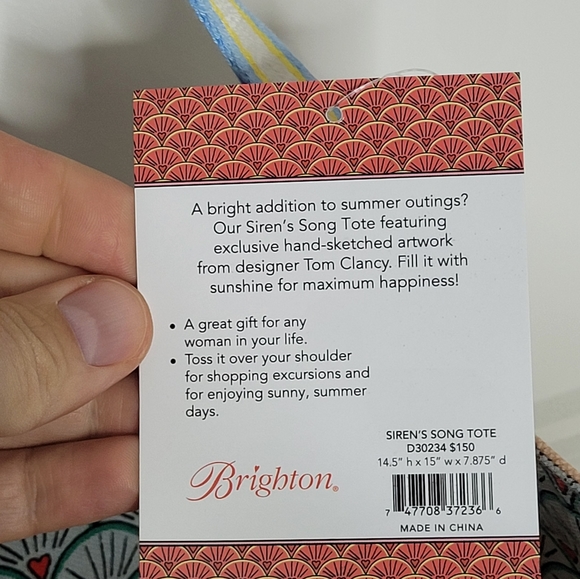 A bright addition to summer outings?
Our Siren's Song Tote featuring
exclusive hand-sketched artwork
from designer Tom Clancy. Fill it with
sunshine for maximum happiness!
• A great gift for any
woman in your life.
• Toss it over your shoulder
for shopping excursions and
for enjoying sunny, summer
days.
SIREN'S SONG TOTE
D30234 $150
14.5" h x 15" w x 7.875" d
Brighton®
7 47708 37236 6
MADE IN CHINA